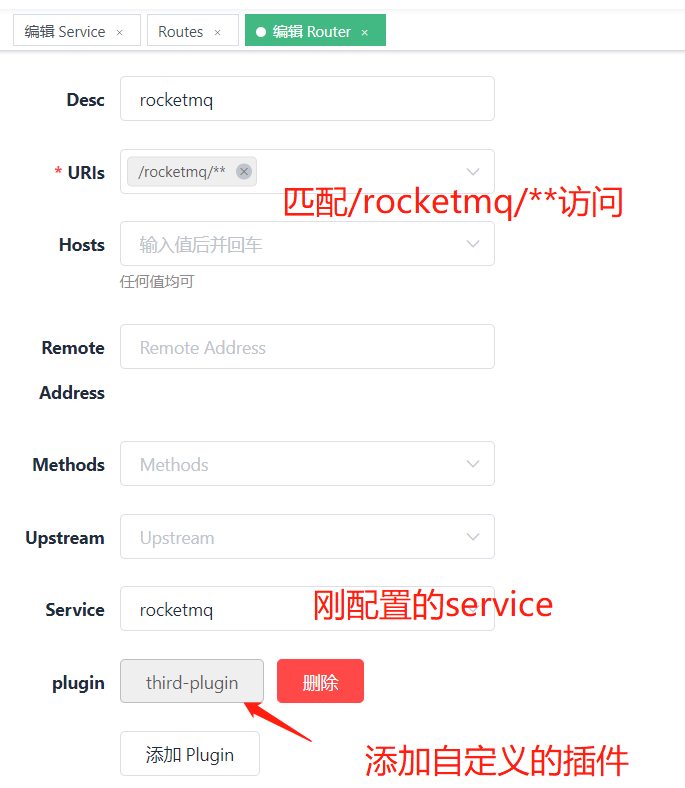 编辑 Service ×
Routes ×
编辑 Router ×
Desc
rocketmq
* URIs
/rocketmq/**
匹配/rocketmq/**访问
Hosts
输入值后并回车
任何值均可
Remote Address
Remote Address
Methods
Methods
Upstream
Upstream
Service
rocketmq
刚配置的service
plugin
third-plugin
删除
添加 Plugin
添加自定义的插件